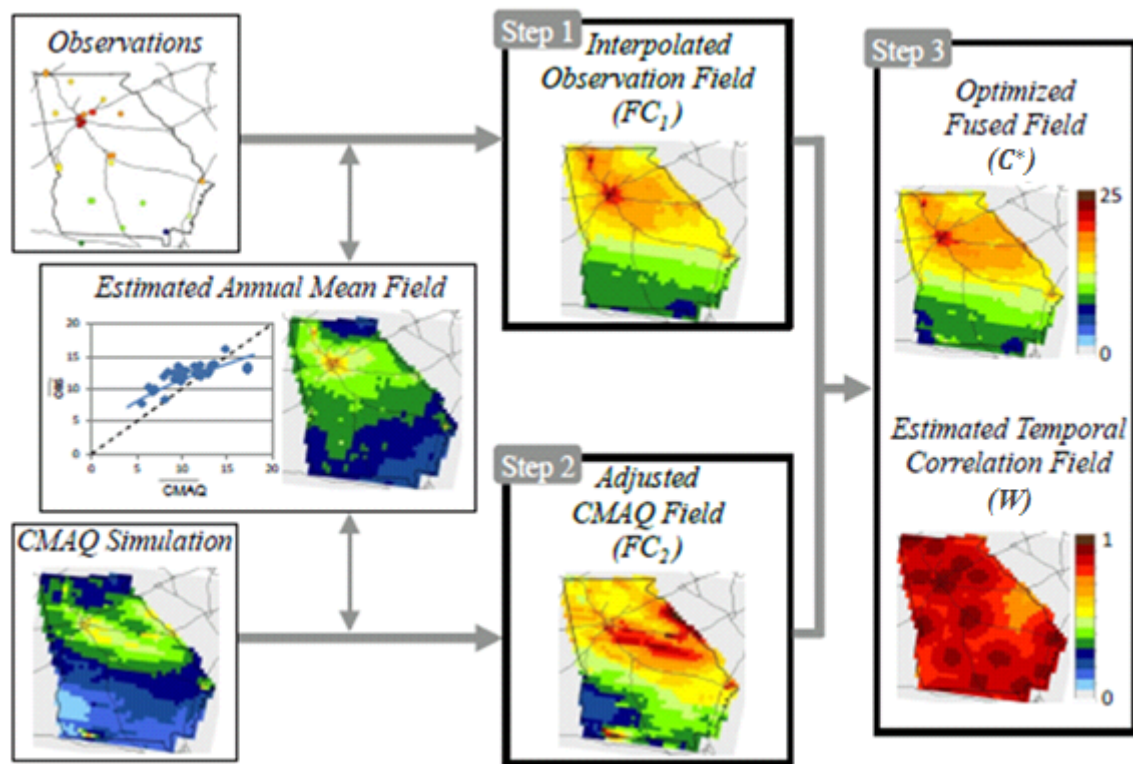 Observations
Step 1
Interpolated
Observation Field
(FC1)
Step 3
Optimized
Fused Field
(C*)
25
0
Estimated Annual Mean Field
20
15
10
5
0
OBS
0
5
10
15
20
CMAQ
Step 2
Adjusted
CMAQ Field
(FC2)
Estimated Temporal
Correlation Field
(W)
1
0
CMAQ Simulation